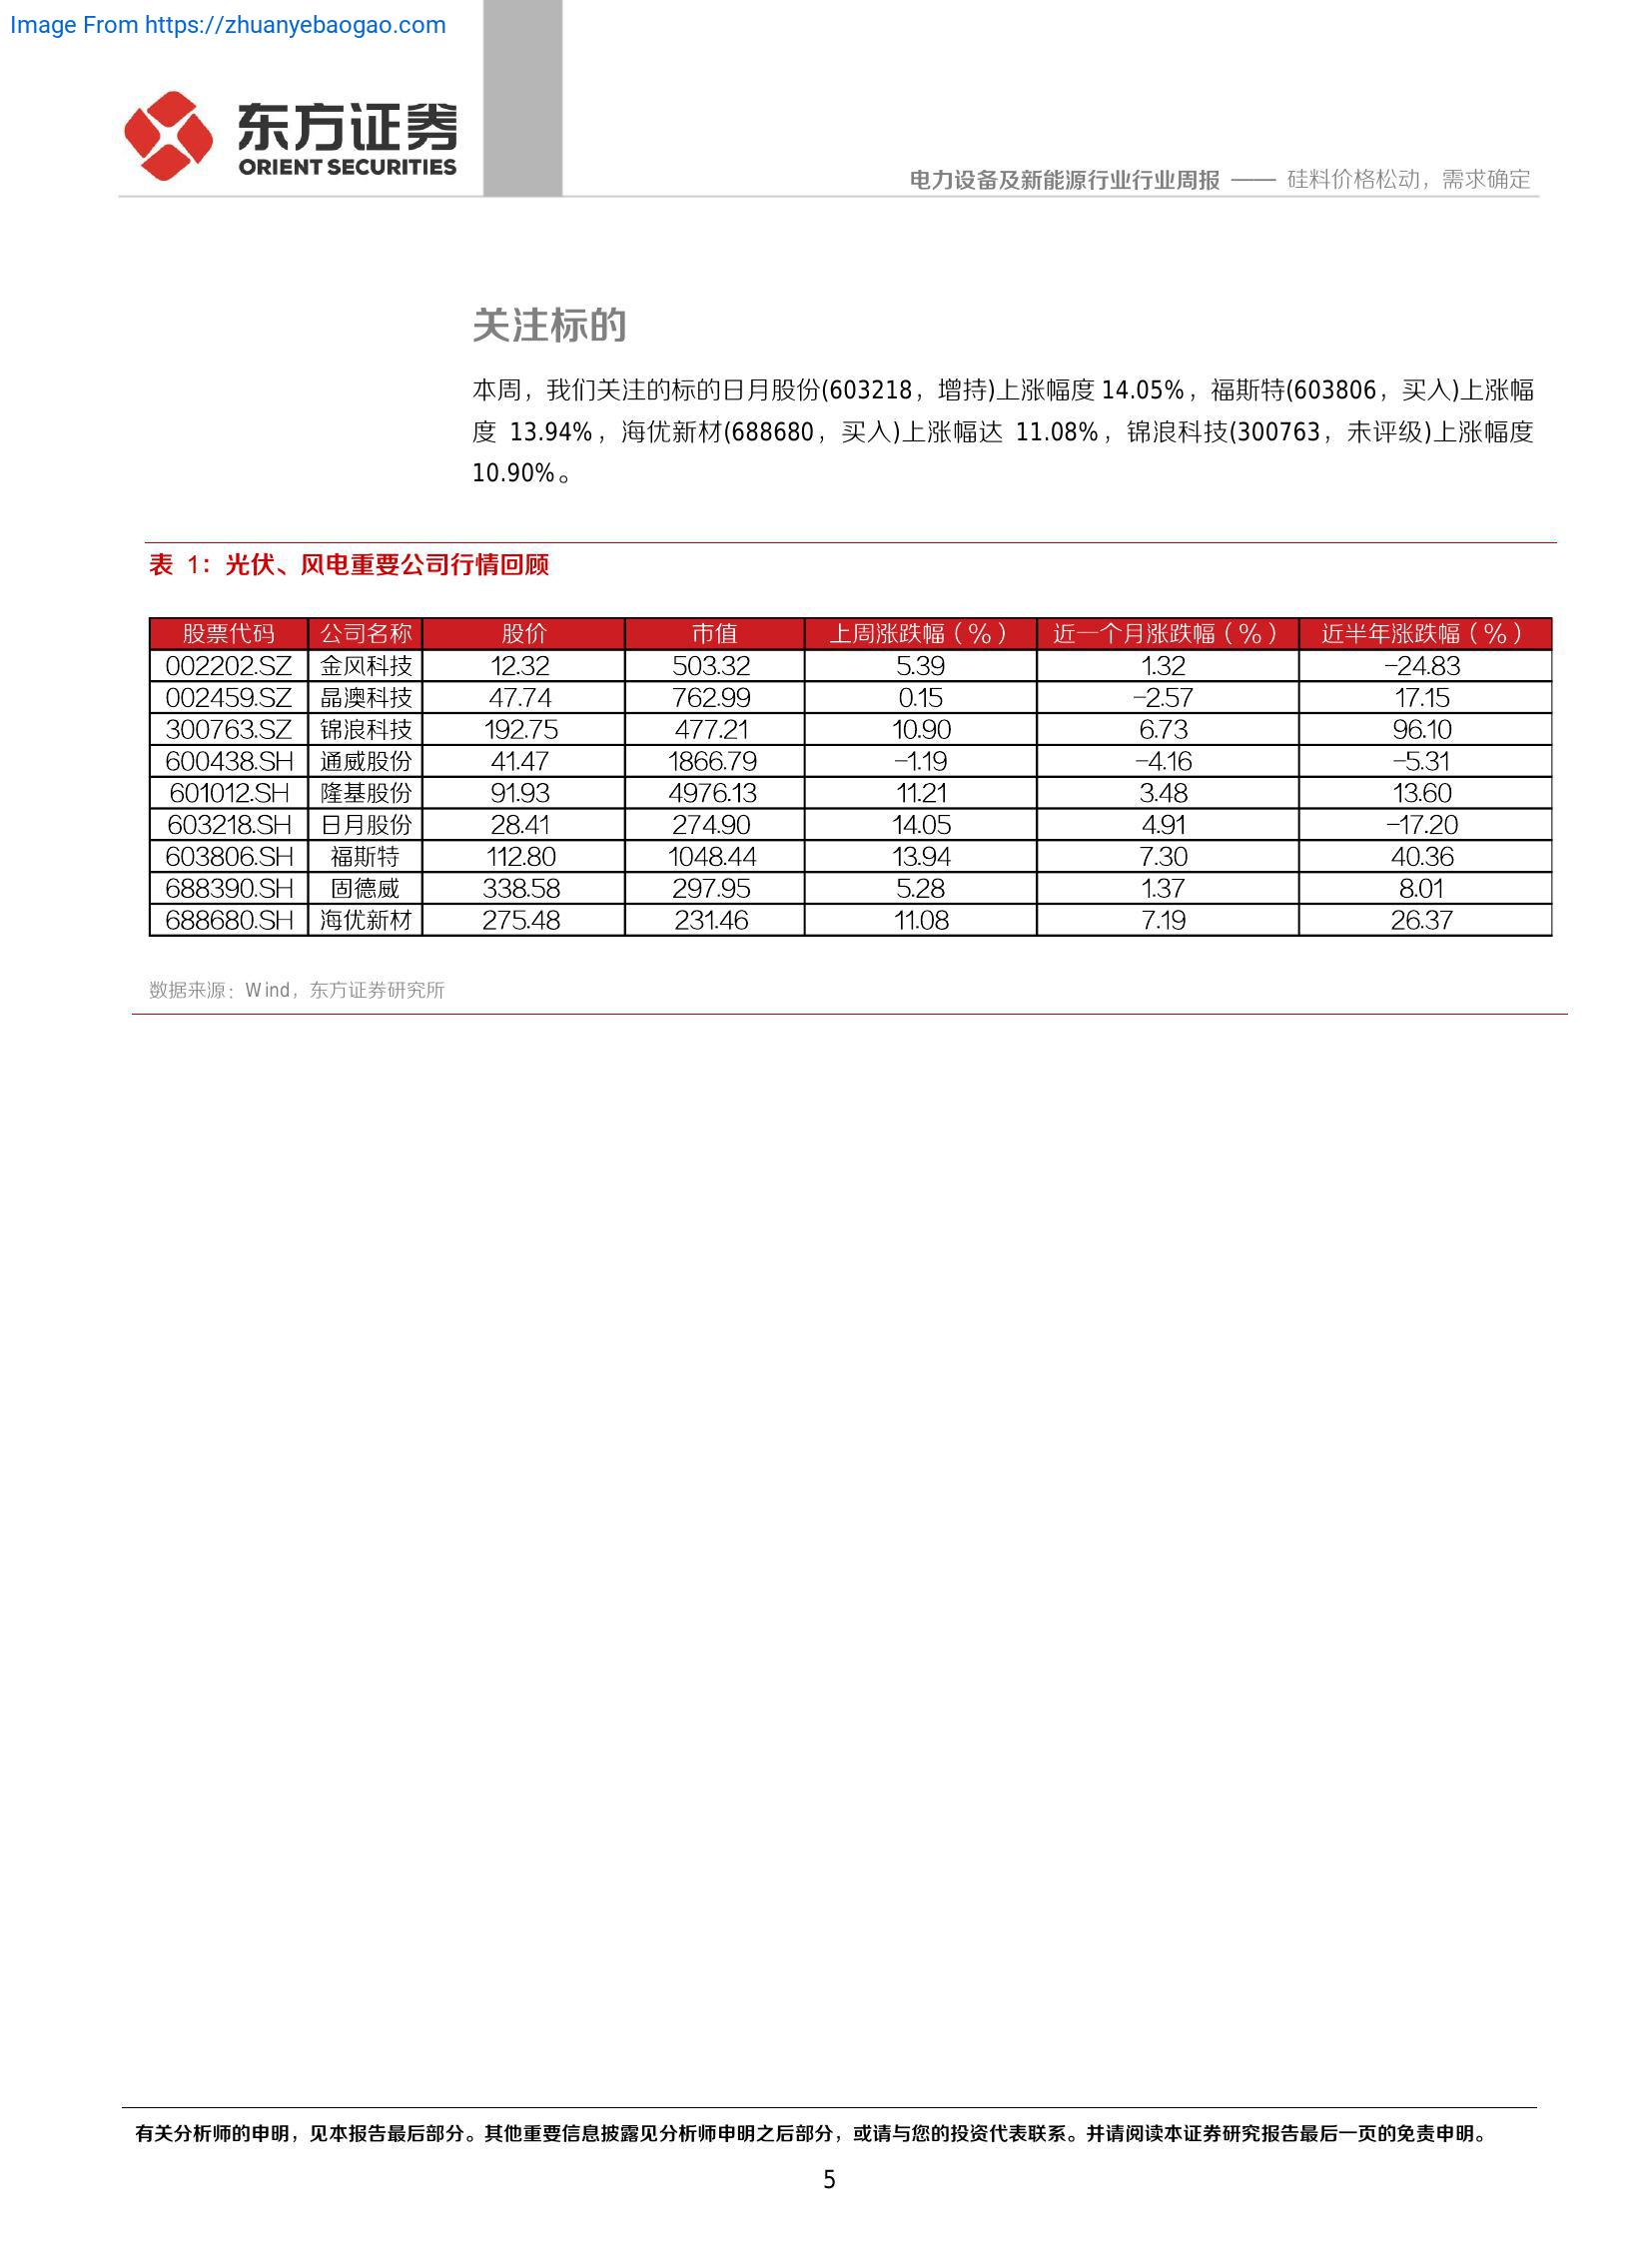 Image From https://zhuanyebaogao.com
东方证券
ORIENT SECURITIES
电力设备及新能源行业行业周报 —— 硅料价格松动，需求确定
关注标的
本周，我们关注的标的日月股份(603218，增持)上涨幅度 14.05%，福斯特(603806，买入)上涨幅
度 13.94%，海优新材(688680，买入)上涨幅达 11.08%，锦浪科技(300763，未评级)上涨幅度
10.90%。
表 1：光伏、风电重要公司行情回顾
股票代码 公司名称 股价 市值 上周涨跌幅（%） 近一个月涨跌幅（%） 近半年涨跌幅（%）
002202.SZ 金风科技 12.32 503.32 5.39 1.32 -24.83
002459.SZ 晶澳科技 47.74 762.99 0.15 -2.57 17.15
300763.SZ 锦浪科技 192.75 477.21 10.90 6.73 96.10
600438.SH 通威股份 41.47 1866.79 -1.19 -4.16 -5.31
601012.SH 隆基股份 91.93 4976.13 11.21 3.48 13.60
603218.SH 日月股份 28.41 274.90 14.05 4.91 -17.20
603806.SH 福斯特 112.80 1048.44 13.94 7.30 40.36
688390.SH 固德威 338.58 297.95 5.28 1.37 8.01
688680.SH 海优新材 275.48 231.46 11.08 7.19 26.37
数据来源：Wind，东方证券研究所
有关分析师的申明，见本报告最后部分。其他重要信息披露见分析师申明之后部分，或请与您的投资代表联系。并请阅读本证券研究报告最后一页的免责申明。
5